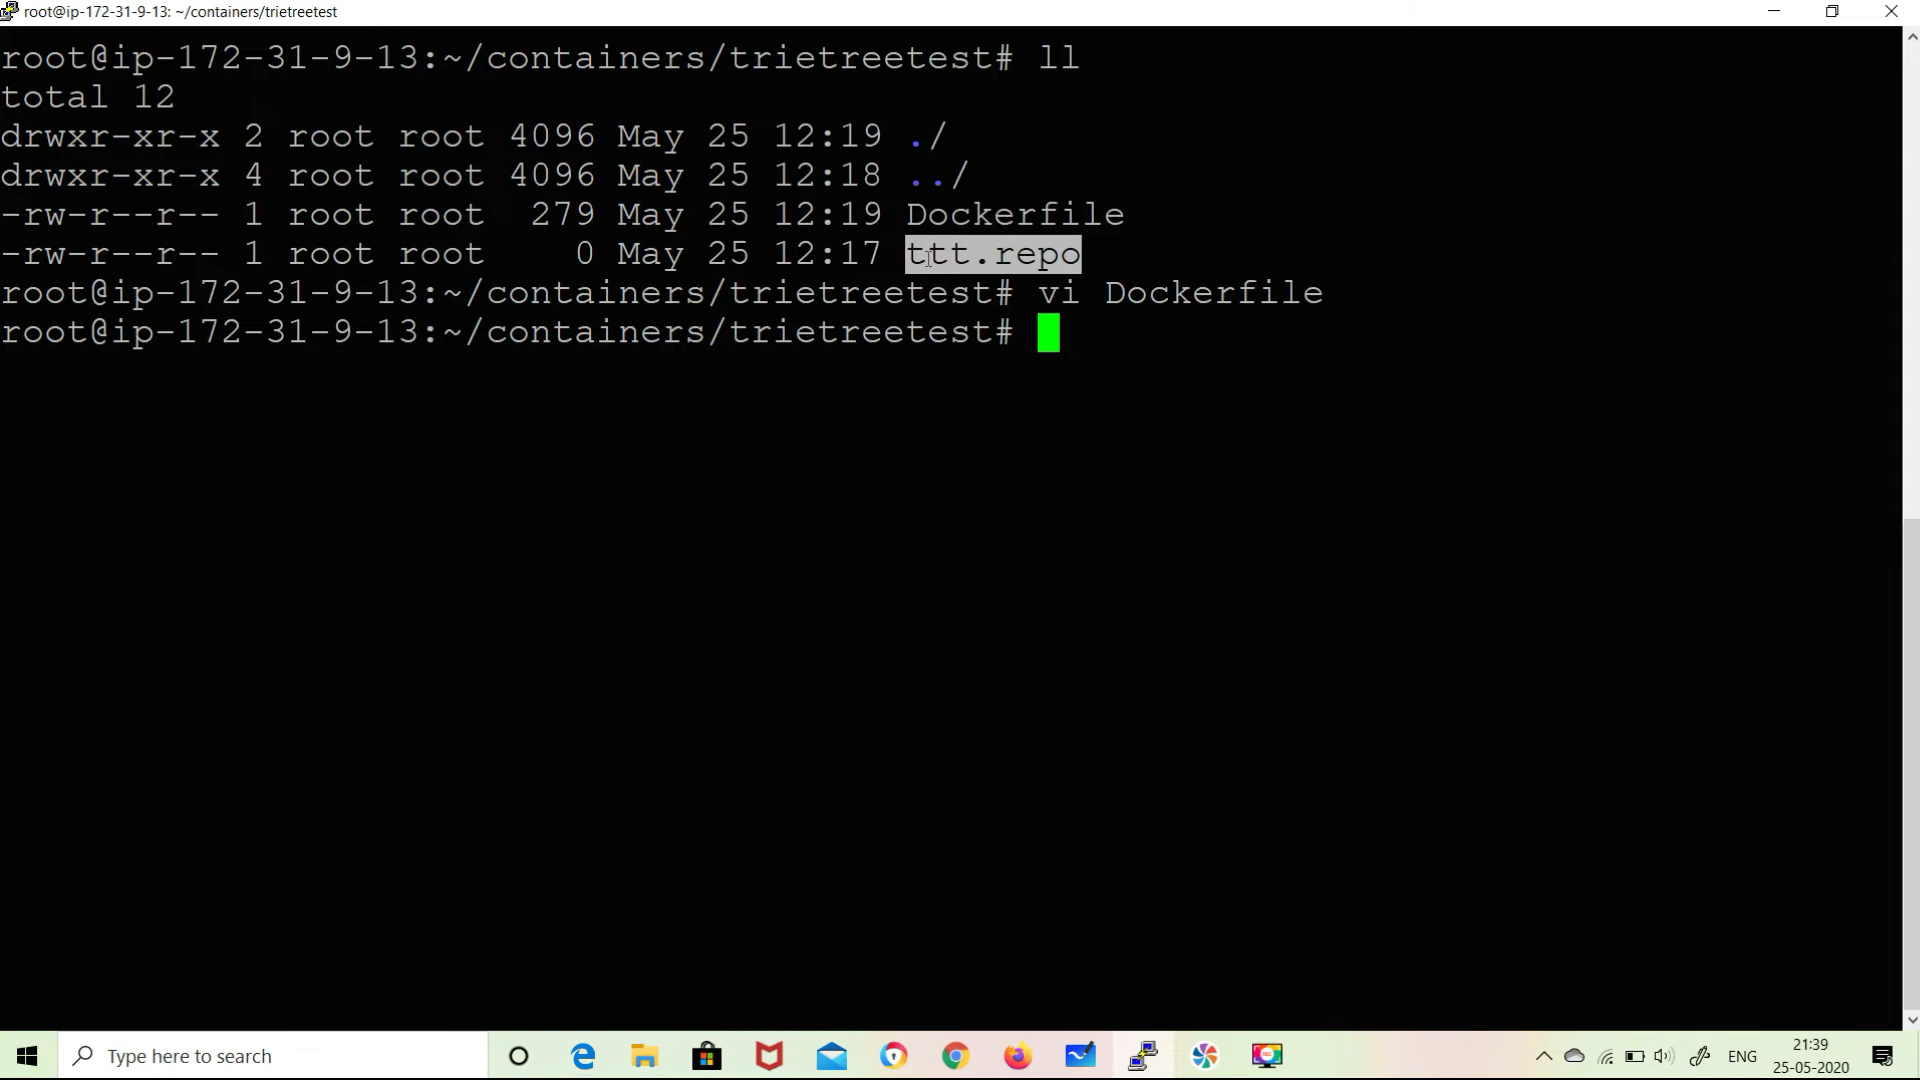 root@ip-172-31-9-13: ~/containers/trietreetest
root@ip-172-31-9-13:~/containers/trietreetest# ll
total 12
drwxr-xr-x 2 root root 4096 May 25 12:19 ./
drwxr-xr-x 4 root root 4096 May 25 12:18 ../
-rw-r--r-- 1 root root  279 May 25 12:19 Dockerfile
-rw-r--r-- 1 root root    0 May 25 12:17 ttt.repo
root@ip-172-31-9-13:~/containers/trietreetest# vi Dockerfile
root@ip-172-31-9-13:~/containers/trietreetest#
Type here to search
ENG
21:39
25-05-2020